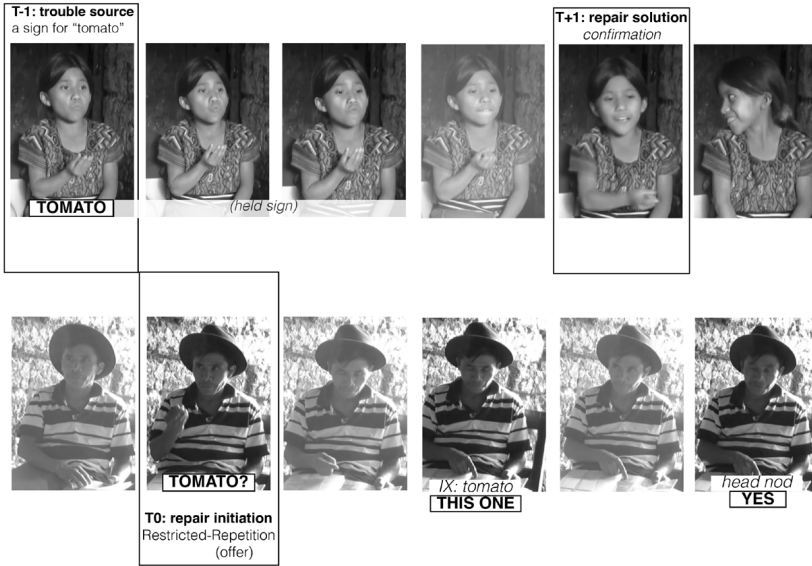 T-1: trouble source
a sign for “tomato”
T+1: repair solution
confirmation
TOMATO
(held sign)
TOMATO?
IX: tomato
THIS ONE
head nod
YES
T0: repair initiation
Restricted-Repetition
(offer)